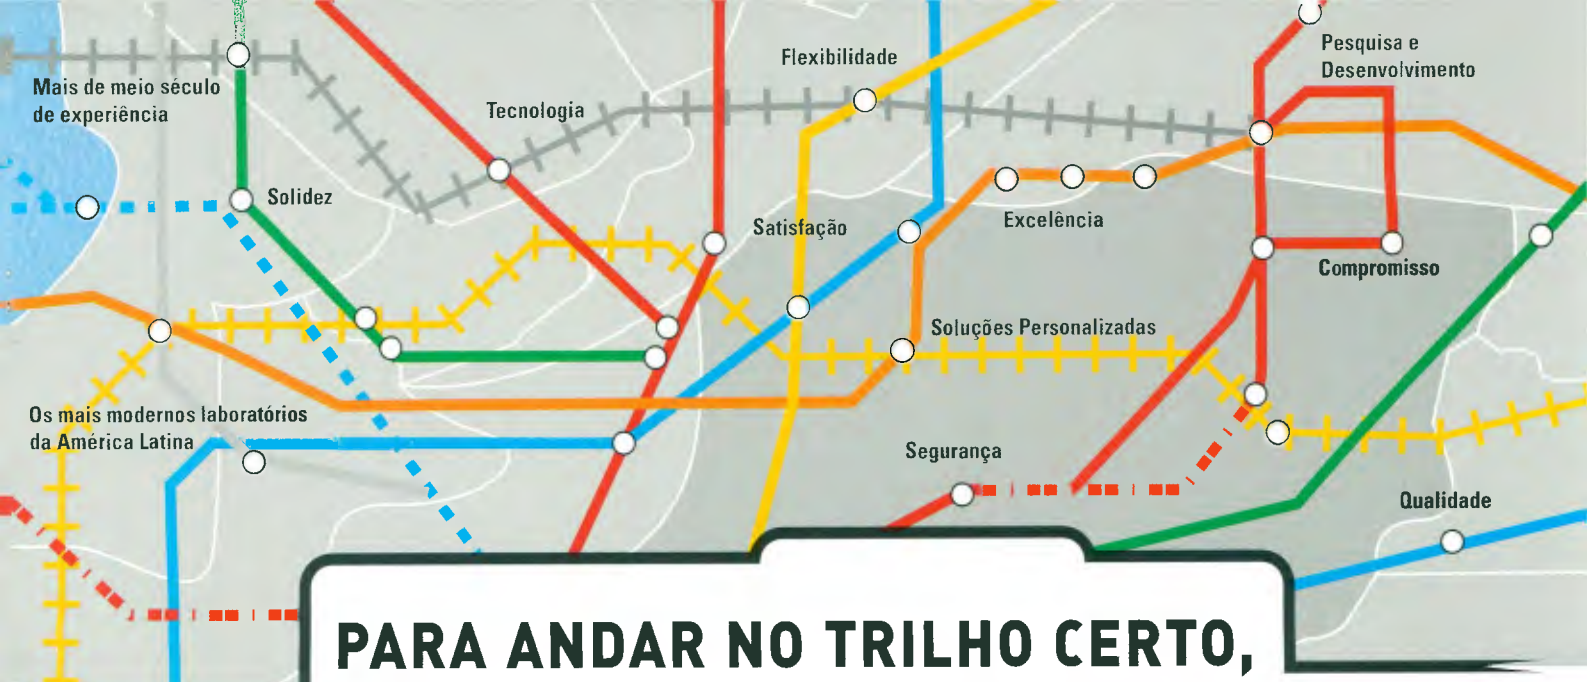 Pesquisa e
Desenvolvimento
Flexibilidade
Mais de meio século
de experiência
Tecnologia
Solidez
Satisfação
Excelência
Compromisso
Soluções Personalizadas
Os mais modernos laboratórios
da América Latina
Segurança
Qualidade
PARA ANDAR NO TRILHO CERTO,